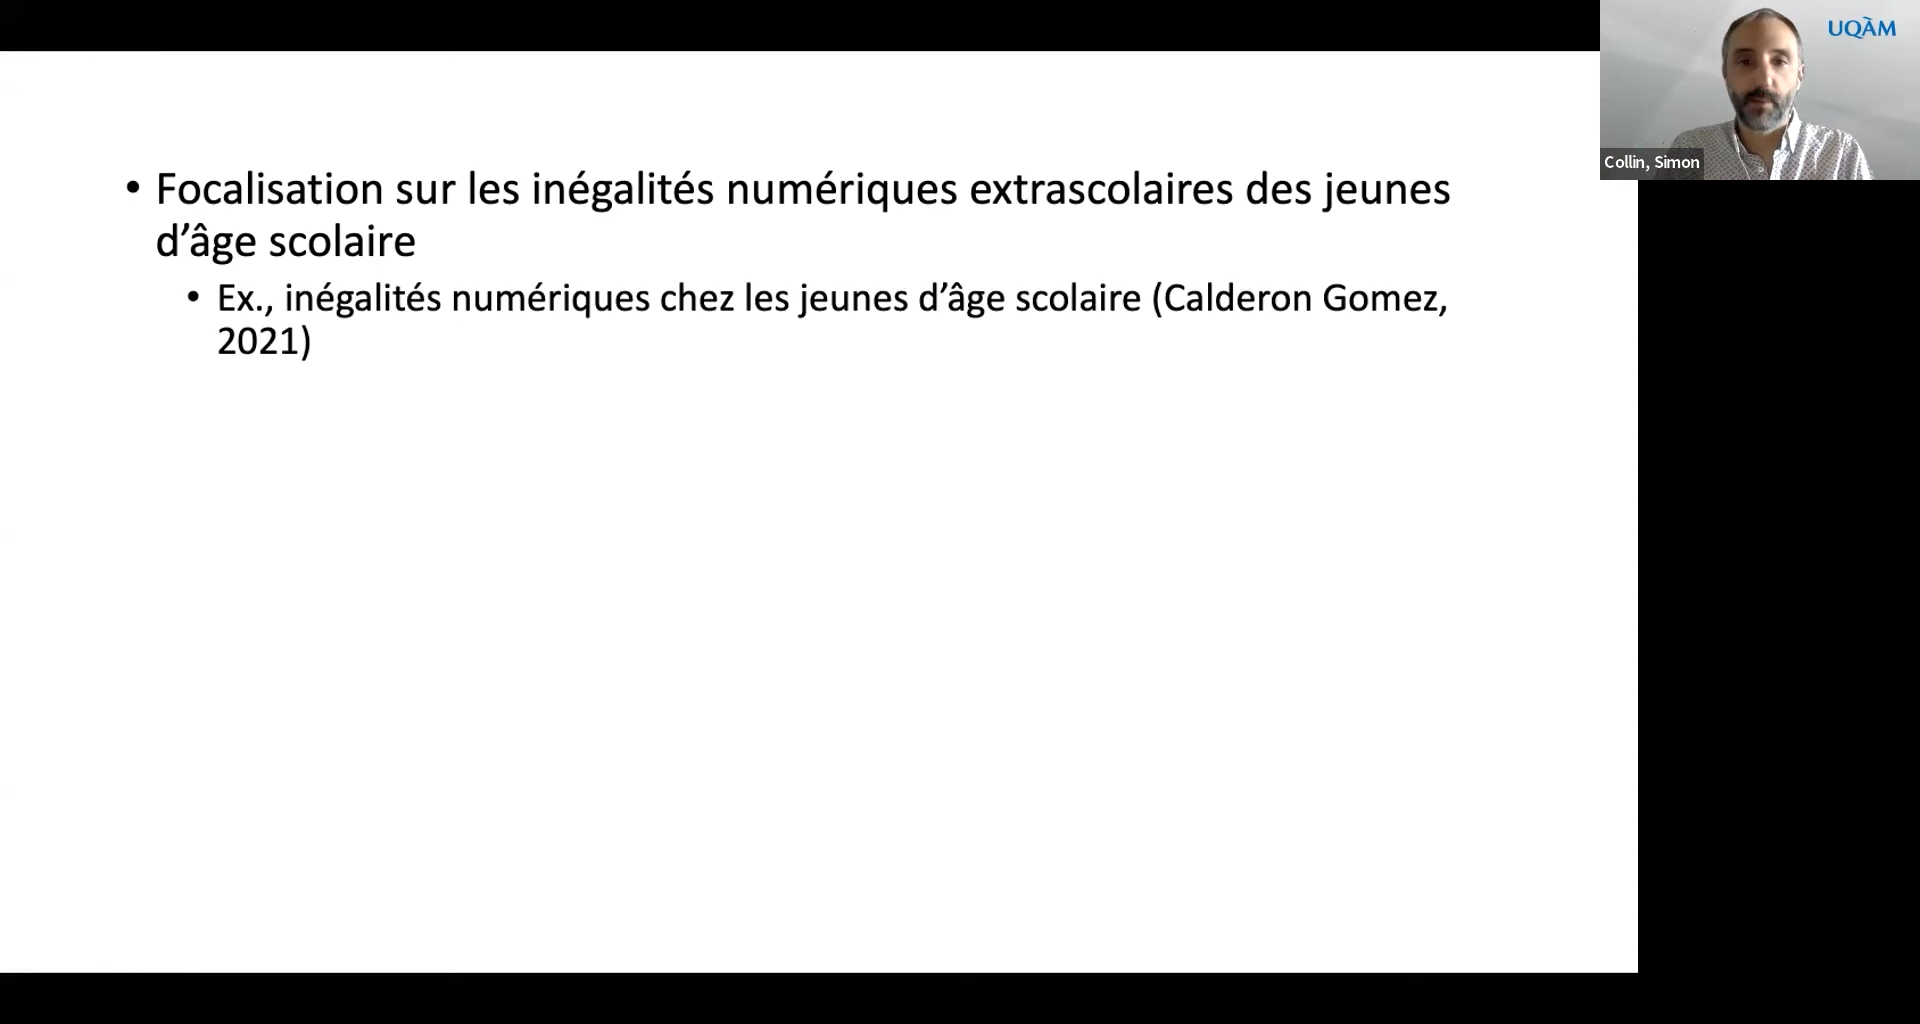 UQÀM
Collin, Simon
• Focalisation sur les inégalités numériques extrascolaires des jeunes
d’âge scolaire
• Ex., inégalités numériques chez les jeunes d’âge scolaire (Calderon Gomez,
2021)